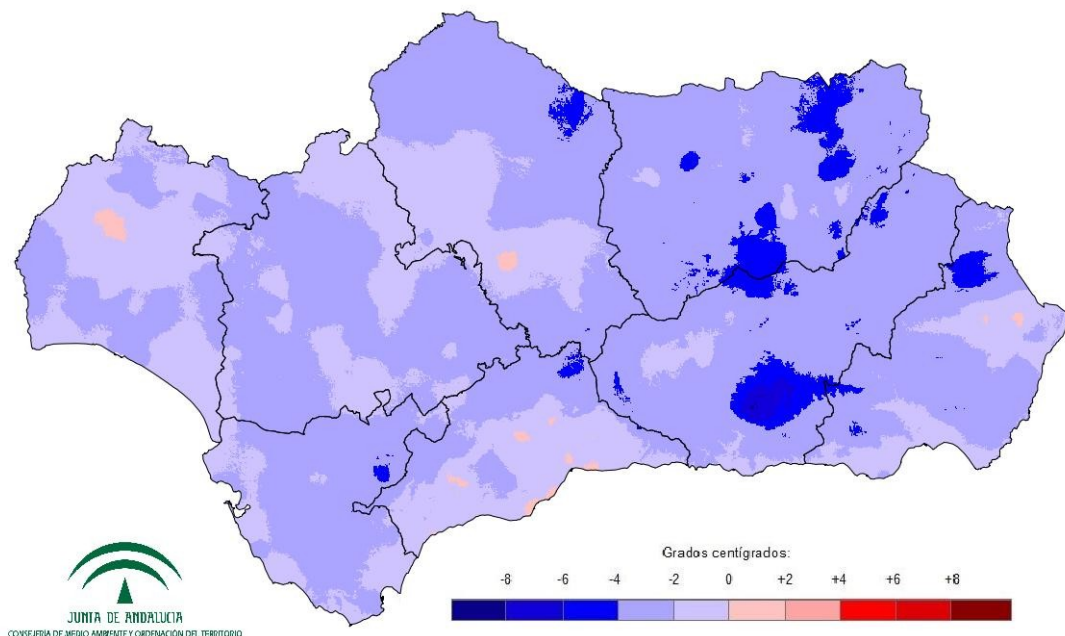 Grados centígrados:
-8 -6 -4 -2 0 +2 +4 +6 +8
JUNTA DE ANDALUCIA
CONSEJERÍA DE MEDIO AMBIENTE Y ORDENACIÓN DEL TERRITORIO